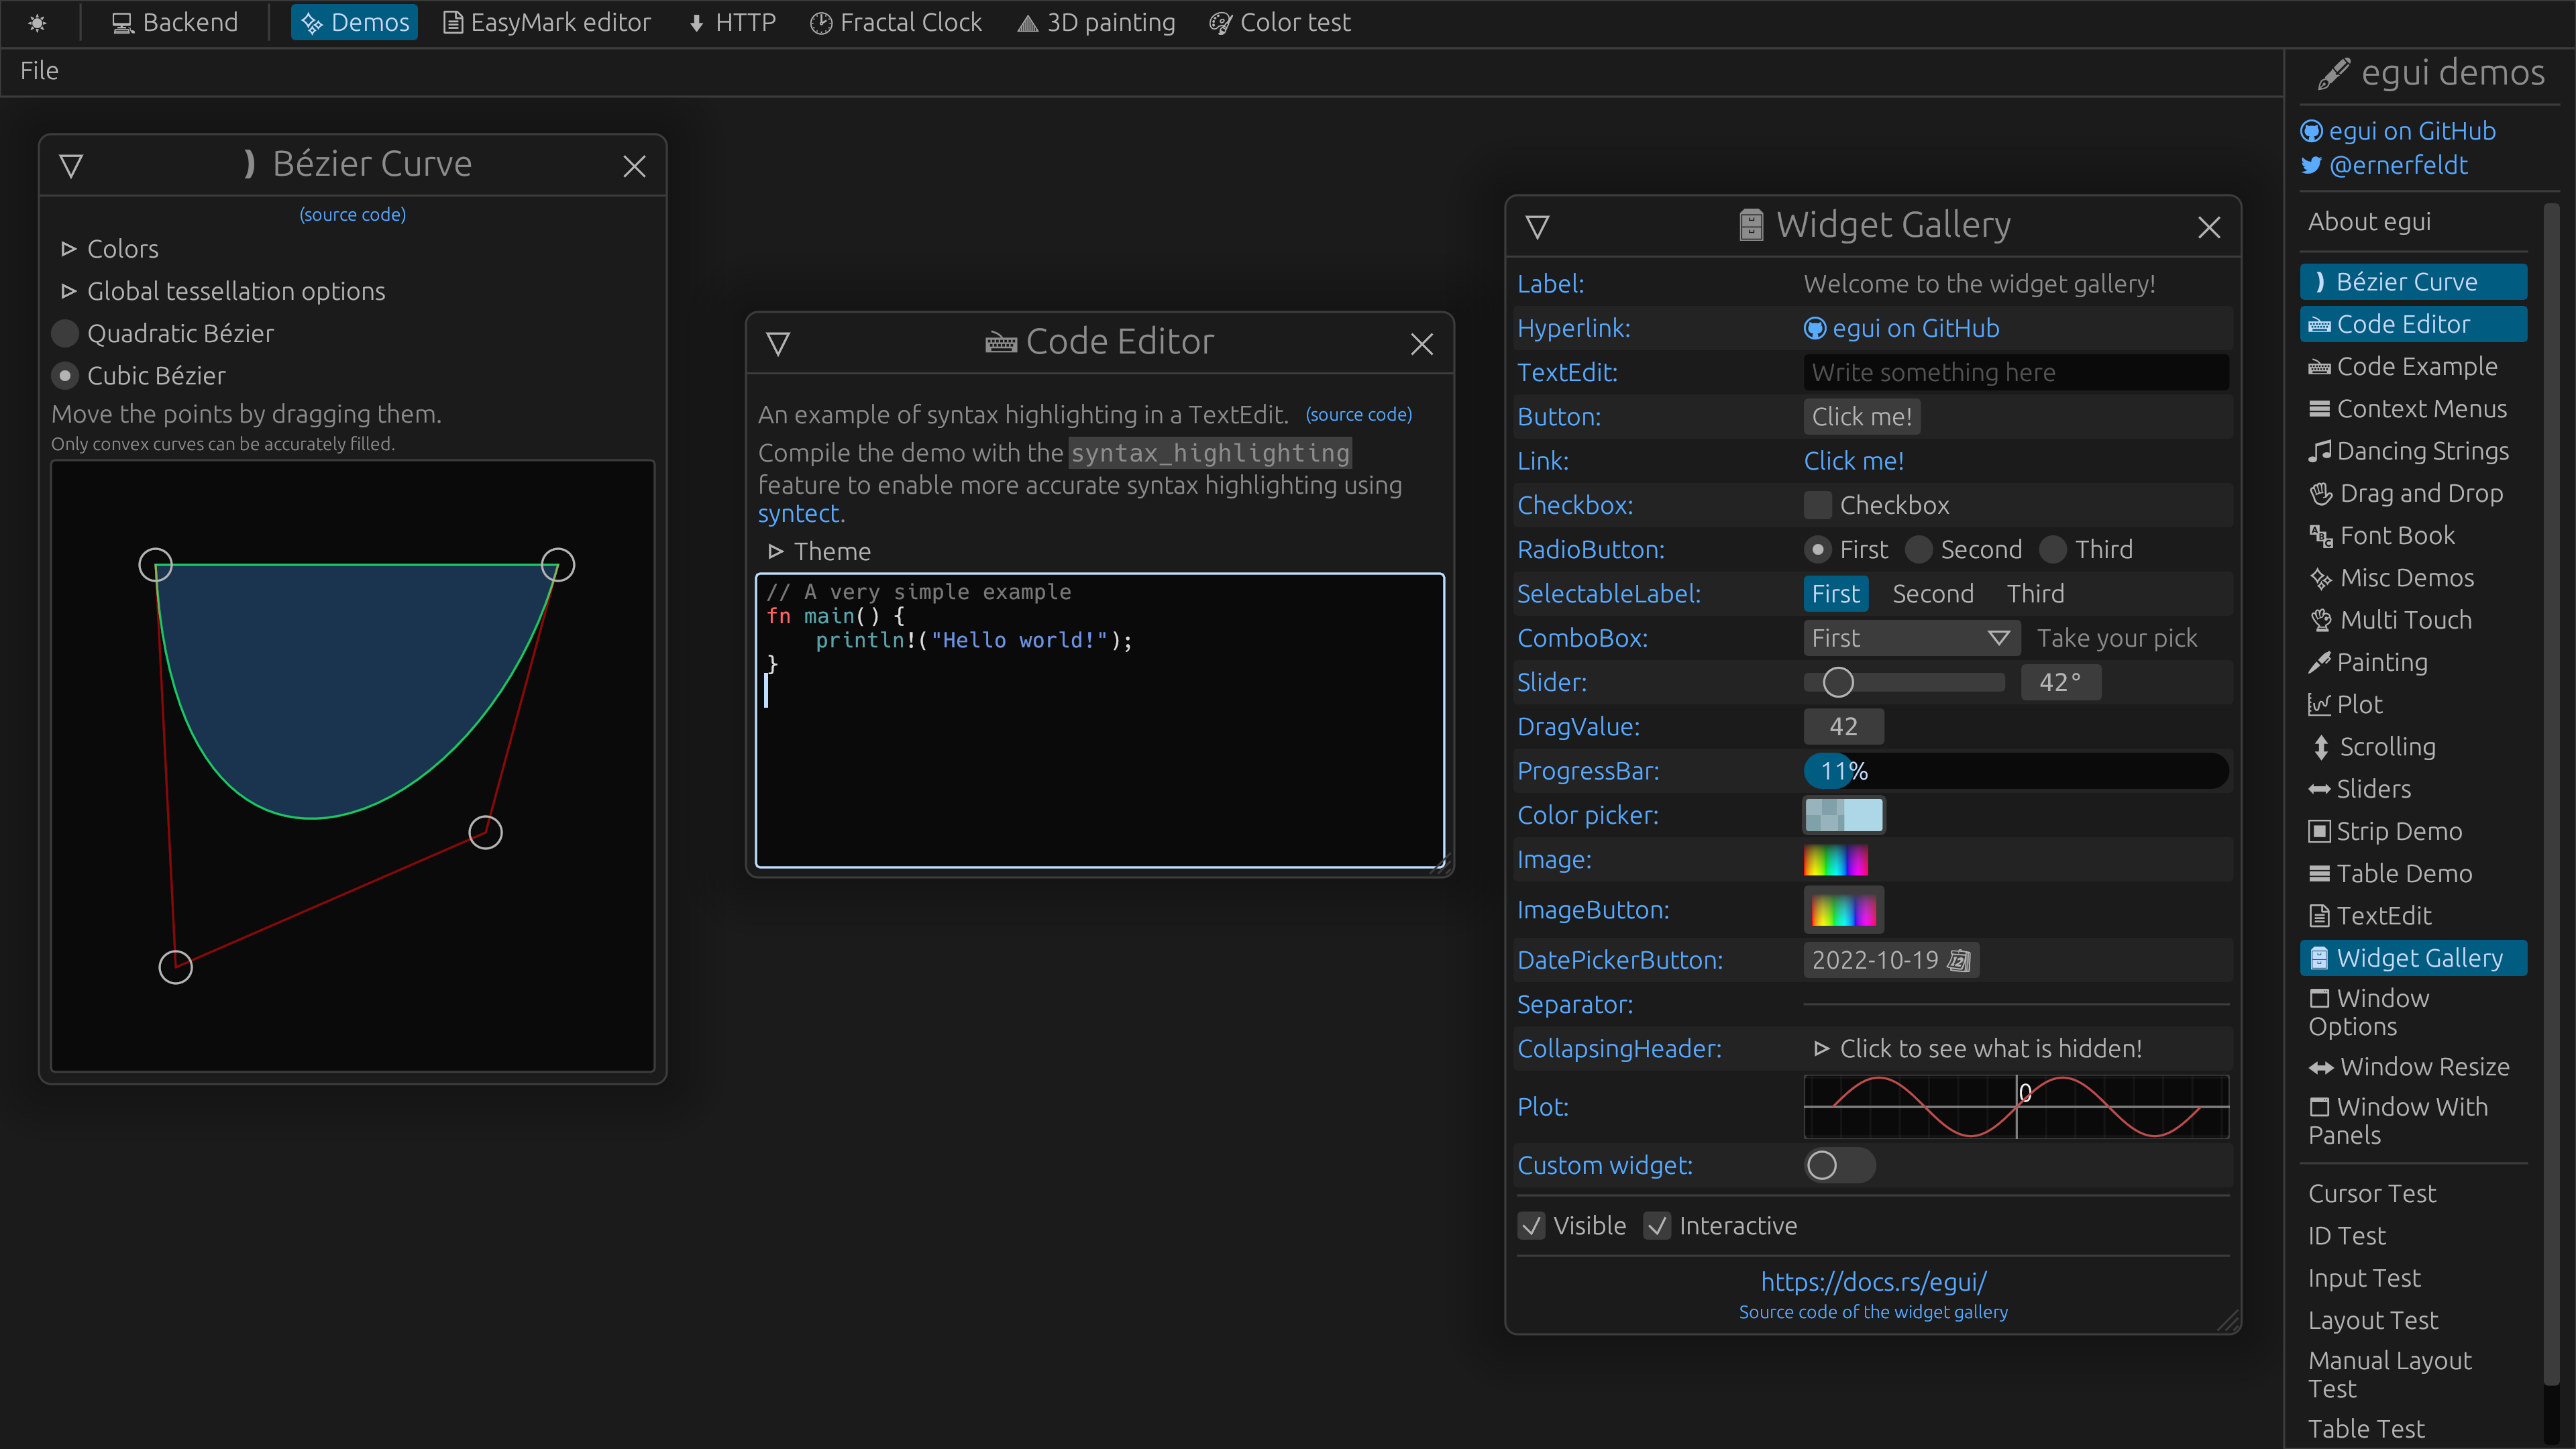 Backend Demos EasyMark editor HTTP Fractal Clock 3D painting Color test
File
Bézier Curve
(source code)
Colors
Global tessellation options
Quadratic Bézier
Cubic Bézier
Move the points by dragging them.
Only convex curves can be accurately filled.
Code Editor
An example of syntax highlighting in a TextEdit. (source code)
Compile the demo with the syntax_highlighting
feature to enable more accurate syntax highlighting using
syntect.
Theme
// A very simple example
fn main() {
    println!("Hello world!");
}
Widget Gallery
Label: Welcome to the widget gallery!
Hyperlink: egui on GitHub
TextEdit: Write something here
Button: Click me!
Link: Click me!
Checkbox: Checkbox
RadioButton: First Second Third
SelectableLabel: First Second Third
ComboBox: First Take your pick
Slider: 42°
DragValue: 42
ProgressBar: 11%
Color picker:
Image:
ImageButton:
DatePickerButton: 2022-10-19
Separator:
CollapsingHeader: Click to see what is hidden!
Plot: 0
Custom widget:
Visible Interactive
https://docs.rs/egui/
Source code of the widget gallery
egui demos
egui on GitHub
@ernerfeldt
About egui
Bézier Curve
Code Editor
Code Example
Context Menus
Dancing Strings
Drag and Drop
Font Book
Misc Demos
Multi Touch
Painting
Plot
Scrolling
Sliders
Strip Demo
Table Demo
TextEdit
Widget Gallery
Window
Options
Window Resize
Window With
Panels
Cursor Test
ID Test
Input Test
Layout Test
Manual Layout
Test
Table Test